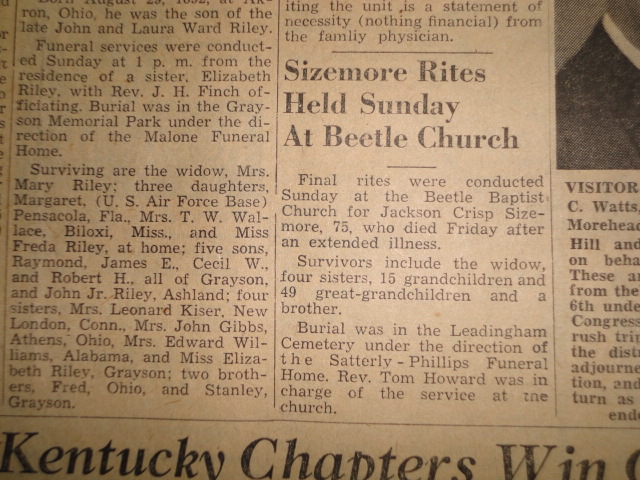 Born August 29, 1892, at Ak-
ron, Ohio, he was the son of the
late John and Laura Ward Riley.
Funeral services were conduct-
ed Sunday at 1 p. m. from the
residence of a sister, Elizabeth
Riley, with Rev. J. H. Finch of-
ficiating. Burial was in the Gray-
son Memorial Park under the di-
rection of the Malone Funeral
Home.
Surviving are the widow, Mrs.
Mary Riley; three daughters,
Margaret, (U. S. Air Force Base)
Pensacola, Fla., Mrs. T. W. Wal-
lace, Biloxi, Miss., and Miss
Freda Riley, at home; five sons,
Raymond, James E., Cecil W.,
and Robert H., all of Grayson,
and John Jr. Riley, Ashland; four
sisters, Mrs. Leonard Kiser, New
London, Conn., Mrs. John Gibbs,
Athens, Ohio, Mrs. Edward Wil-
liams, Alabama, and Miss Eliza-
beth Riley, Grayson; two broth-
ers, Fred, Ohio, and Stanley,
Grayson.
iting the unit is a statement of
necessity (nothing financial) from
the famliy physician.
Sizemore Rites
Held Sunday
At Beetle Church
Final rites were conducted
Sunday at the Beetle Baptist
Church for Jackson Crisp Size-
more, 75, who died Friday after
an extended illness.
Survivors include the widow,
four sisters, 15 grandchildren and
49 great-grandchildren and a
brother.
Burial was in the Leadingham
Cemetery under the direction of
the Satterly - Phillips Funeral
Home. Rev. Tom Howard was in
charge of the service at the
church.
VISITOR
C. Watts,
Morehead
Hill and
on beha
These a
from the
6th unde
Congress
rush trip
the dist
adjourne
tion, and
turn as
ende
Kentucky Chapters Win